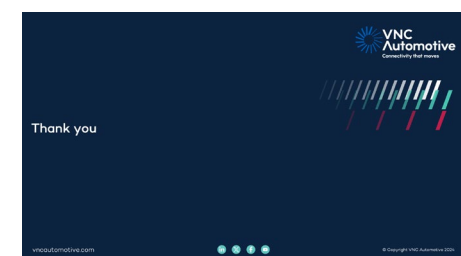 VNC
Automotive
Connectivity that moves
Thank you
vncautomotive.com
© Copyright VNC Automotive 2024